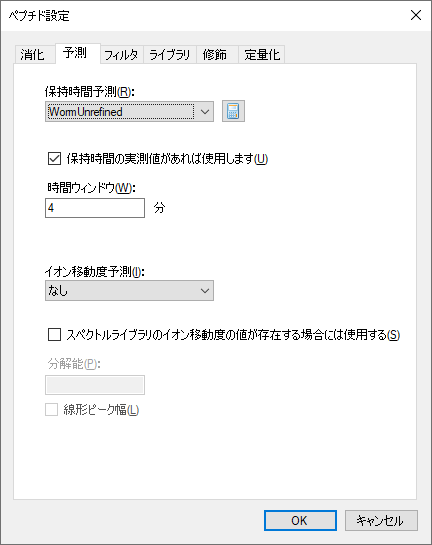 ペプチド設定
消化 予測 フィルタ ライブラリ 修飾 定量化
保持時間予測(R):
WormUnrefined
保持時間の実測値があれば使用します(U)
時間ウィンドウ(W):
4 分
イオン移動度予測(I):
なし
スペクトルライブラリのイオン移動度の値が存在する場合には使用する(S)
分解能(P):
線形ピーク幅(L)
OK キャンセル